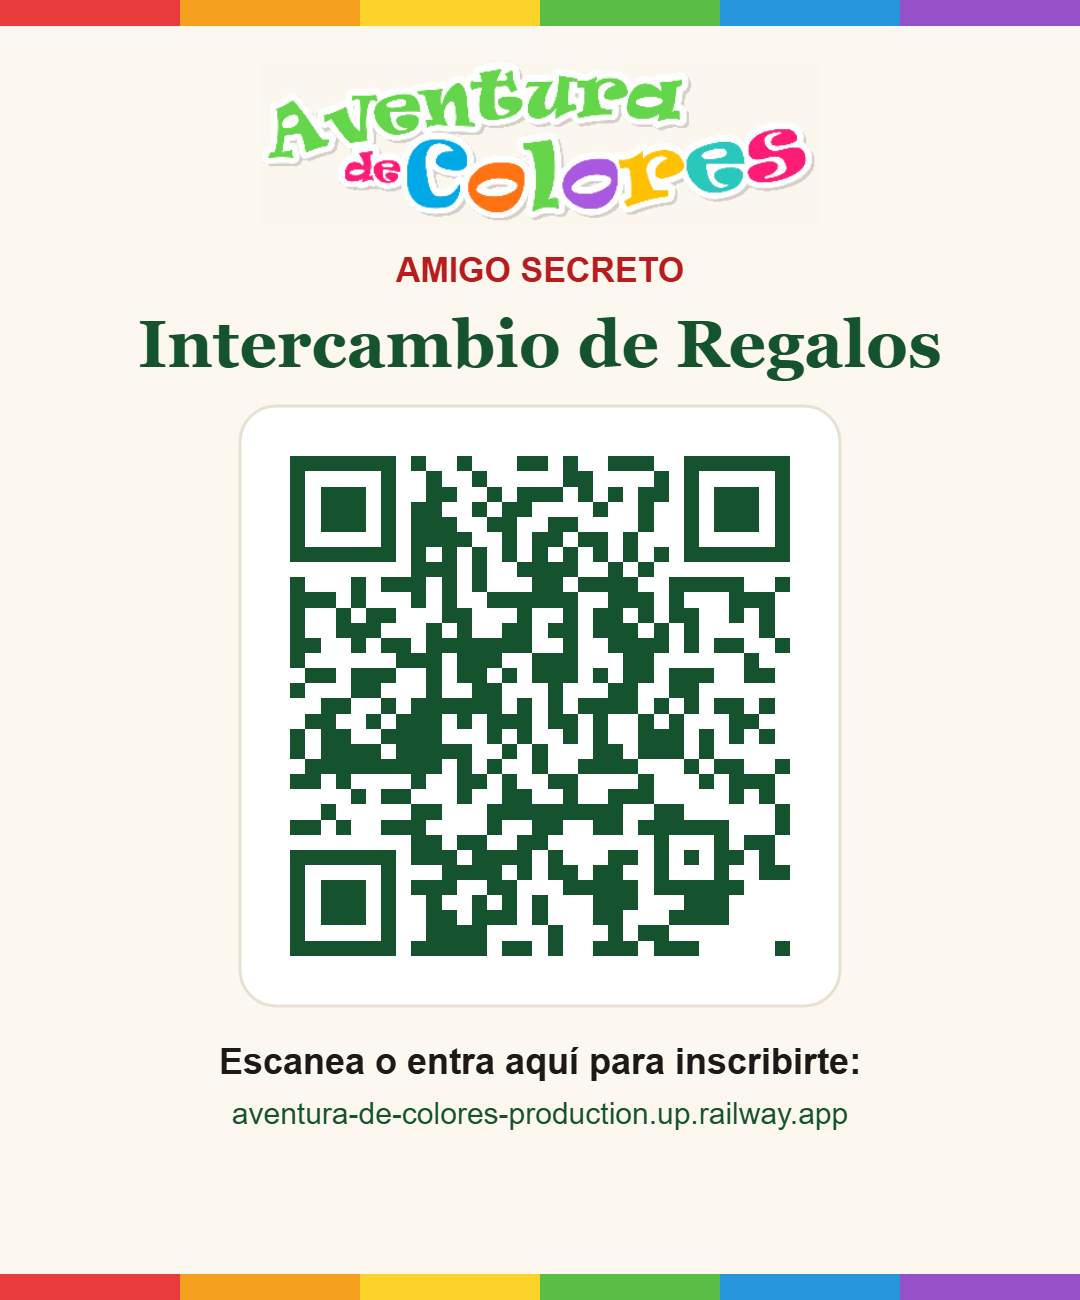 Aventura
de Colores
AMIGO SECRETO
Intercambio de Regalos
Escanea o entra aquí para inscribirte:
aventura-de-colores-production.up.railway.app